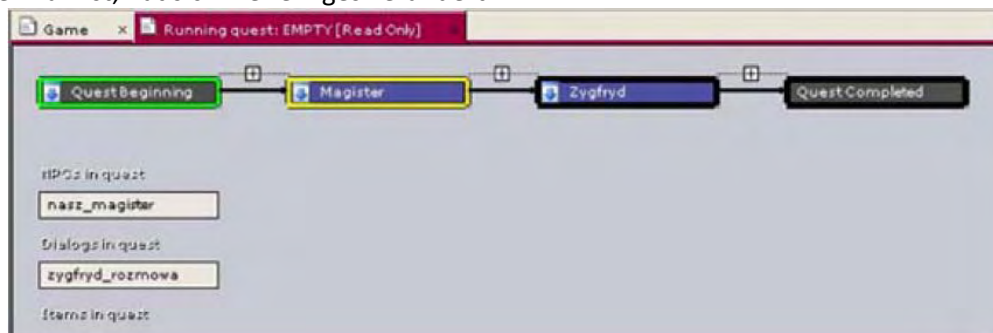 Game x Running quest: EMPTY [Read Only]
Quest Beginning Magister Zygfryd Quest Completed
NPCs in quest
nasz_magister
Dialogs in quest
zygfryd_rozmowa
Items in quest